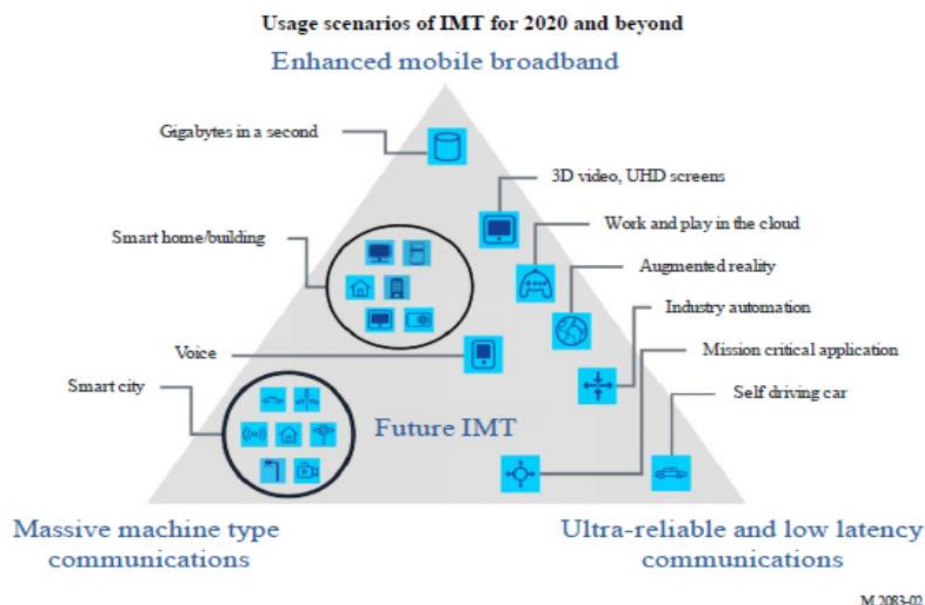 Usage scenarios of IMT for 2020 and beyond
Enhanced mobile broadband
Gigabytes in a second
3D video, UHD screens
Smart home/building
Work and play in the cloud
Augmented reality
Industry automation
Voice
Mission critical application
Smart city
Self driving car
Future IMT
Massive machine type
communications
Ultra-reliable and low latency
communications
M.2083-02